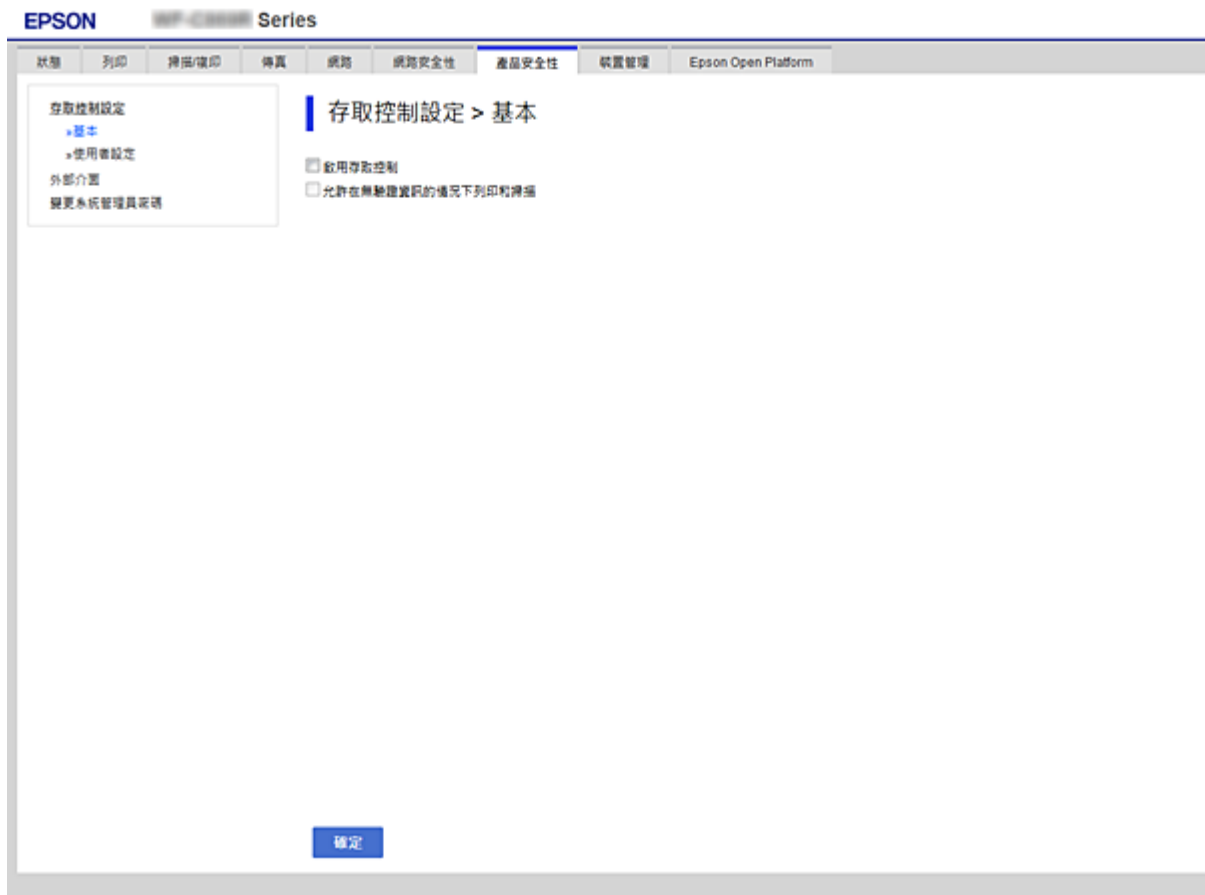 EPSON Series
狀態 列印 掃描/複印 傳真 網路 網路安全性 產品安全性 裝置管理 Epson Open Platform
存取控制設定
»基本
»使用者設定
外部介面
變更系統管理員密碼
存取控制設定 > 基本
啟用存取控制
允許在無驗證資訊的情況下列印和掃描
確定